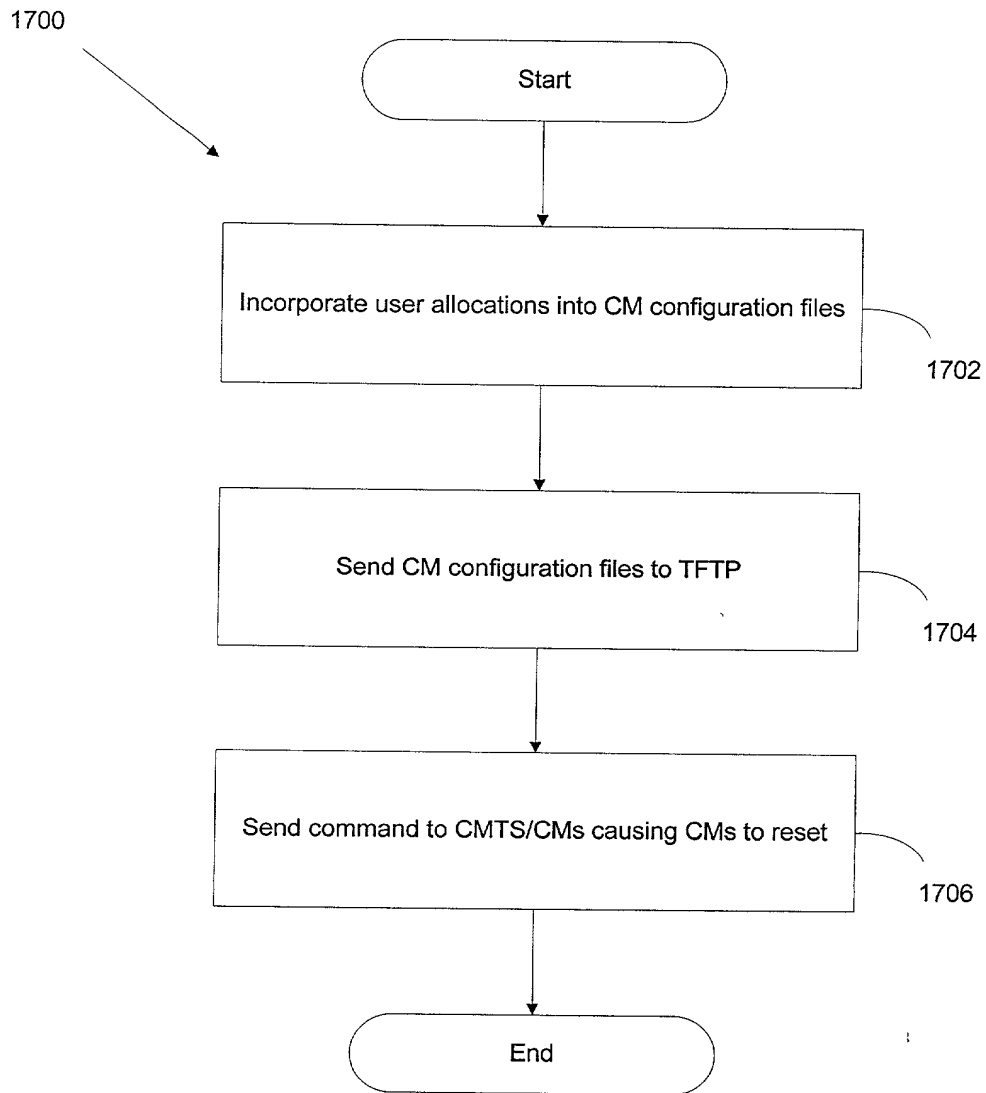 1700
Start
Incorporate user allocations into CM configuration files
1702
Send CM configuration files to TFTP
1704
Send command to CMTS/CMs causing CMs to reset
1706
End